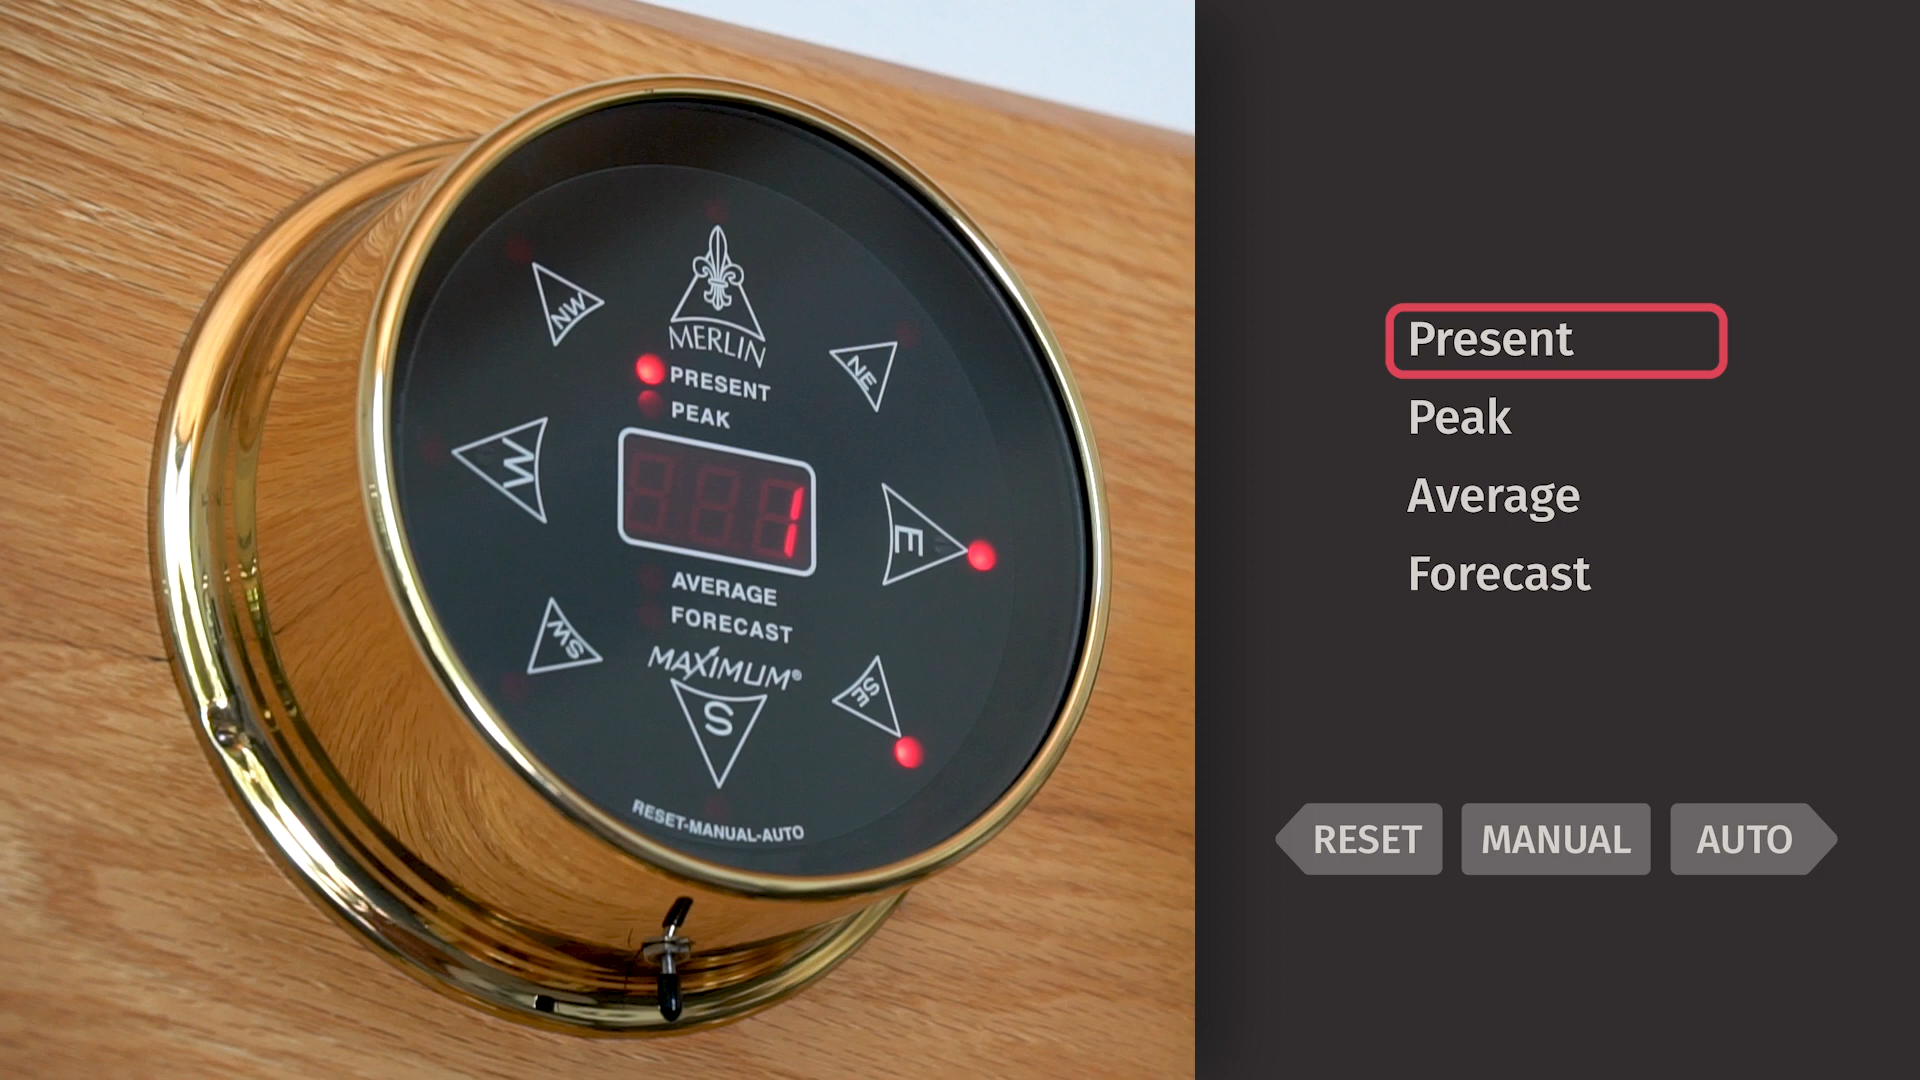 NW
MERLIN
NE
PRESENT
PEAK
W
1
E
AVERAGE
FORECAST
SW
MAXIMUM®
SE
S
RESET-MANUAL-AUTO
Present
Peak
Average
Forecast
RESET
MANUAL
AUTO